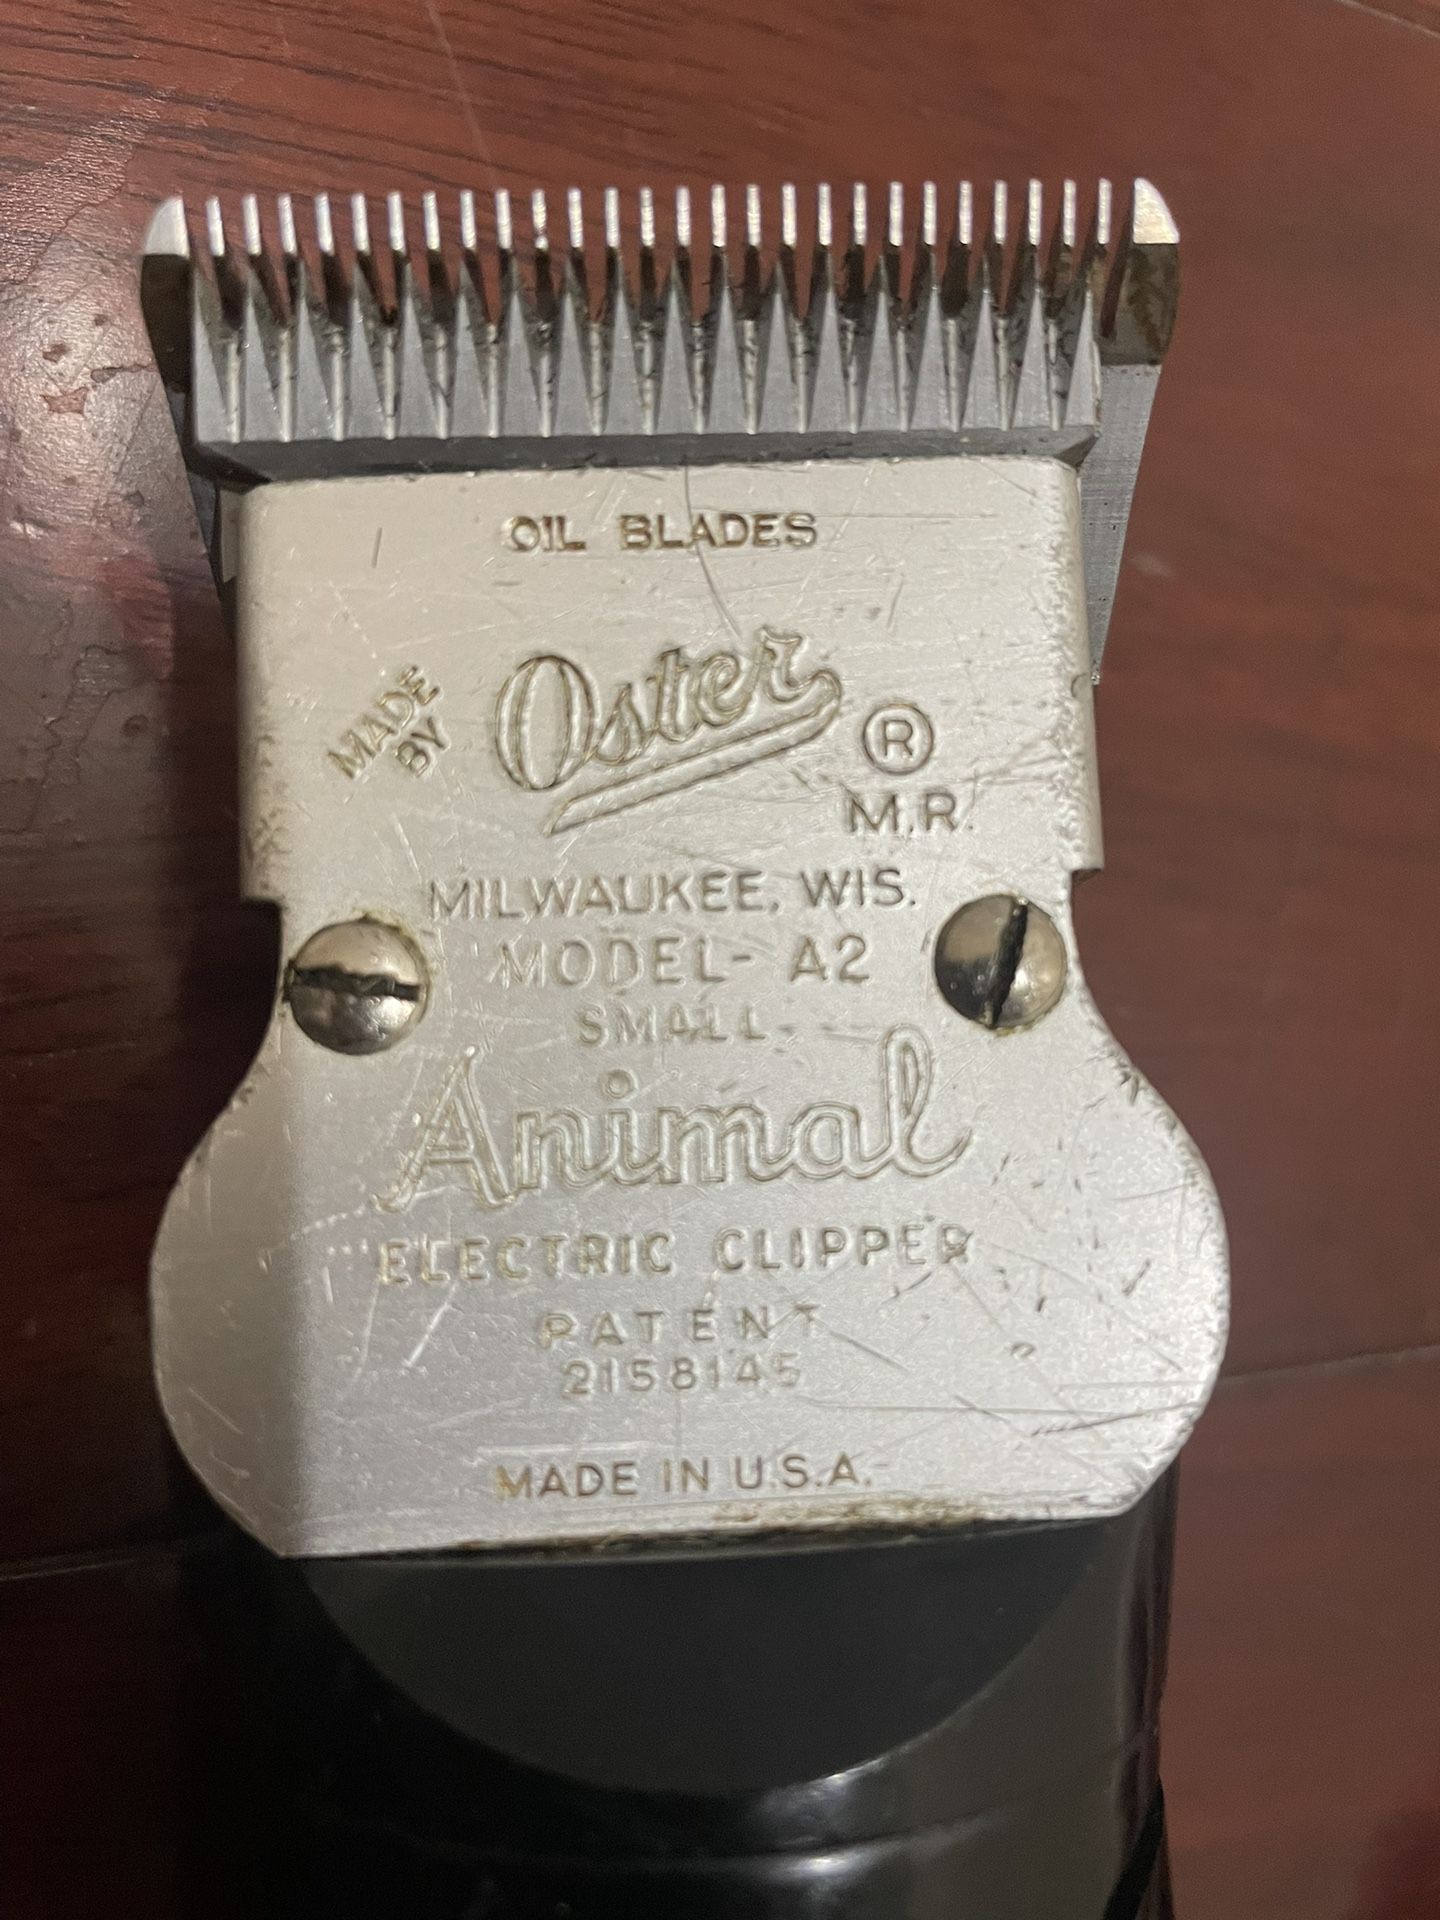 OIL BLADES
MADE BY Oster ®
M.R.
MILWAUKEE, WIS.
MODEL- A2
SMALL
Animal
ELECTRIC CLIPPER
PATENT
2158145
MADE IN U.S.A.